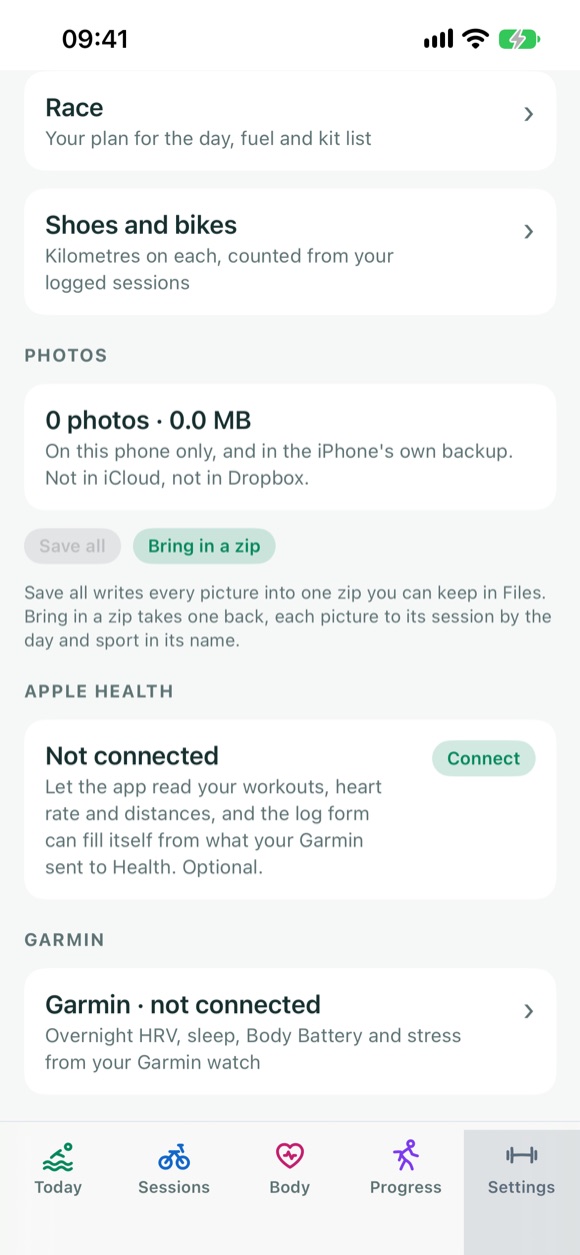 09:41
Race
Your plan for the day, fuel and kit list
Shoes and bikes
Kilometres on each, counted from your
logged sessions
PHOTOS
0 photos · 0.0 MB
On this phone only, and in the iPhone's own backup.
Not in iCloud, not in Dropbox.
Save all
Bring in a zip
Save all writes every picture into one zip you can keep in Files.
Bring in a zip takes one back, each picture to its session by the
day and sport in its name.
APPLE HEALTH
Not connected
Connect
Let the app read your workouts, heart
rate and distances, and the log form
can fill itself from what your Garmin
sent to Health. Optional.
GARMIN
Garmin · not connected
Overnight HRV, sleep, Body Battery and stress
from your Garmin watch
Today
Sessions
Body
Progress
Settings